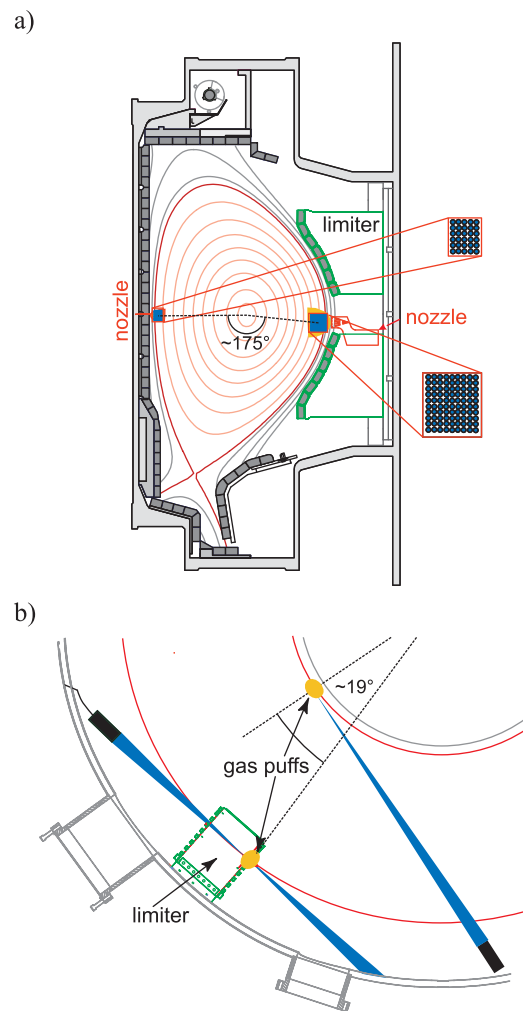 a)
limiter
nozzle
nozzle
~175°
b)
~19°
gas puffs
limiter